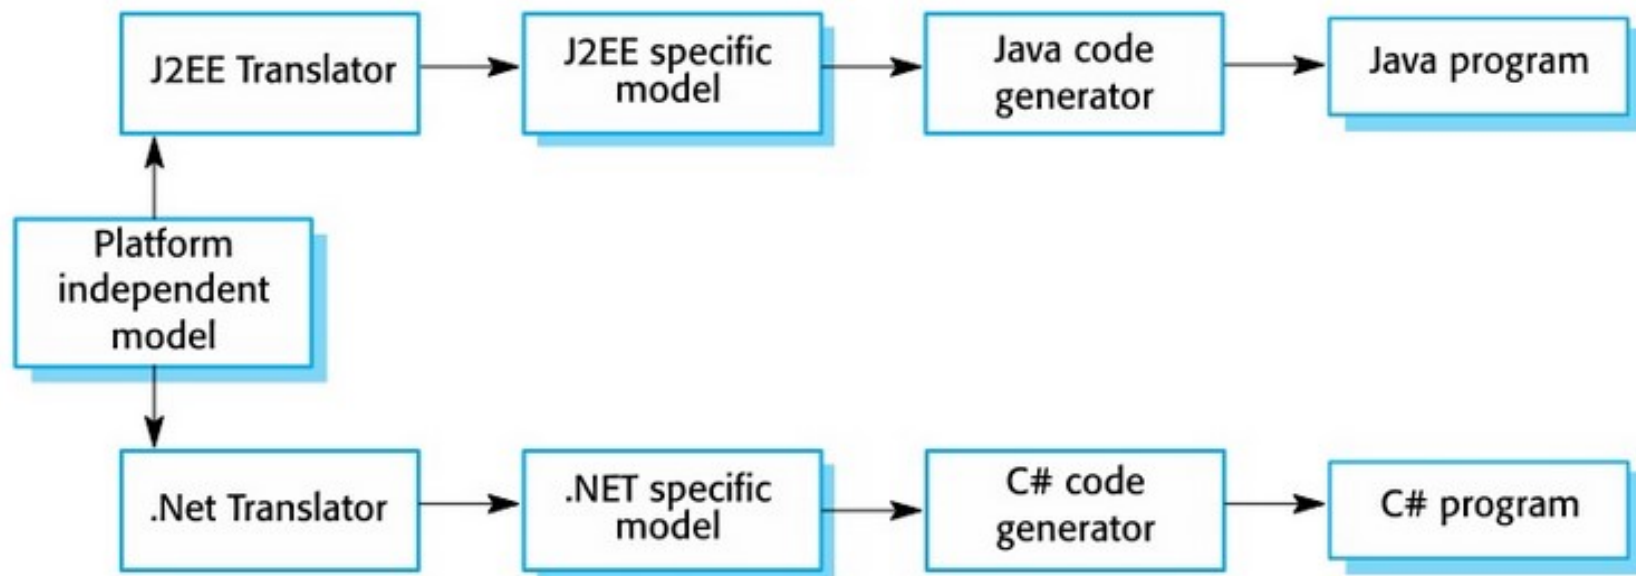 J2EE Translator
J2EE specific
model
Java code
generator
Java program
Platform
independent
model
.Net Translator
.NET specific
model
C# code
generator
C# program